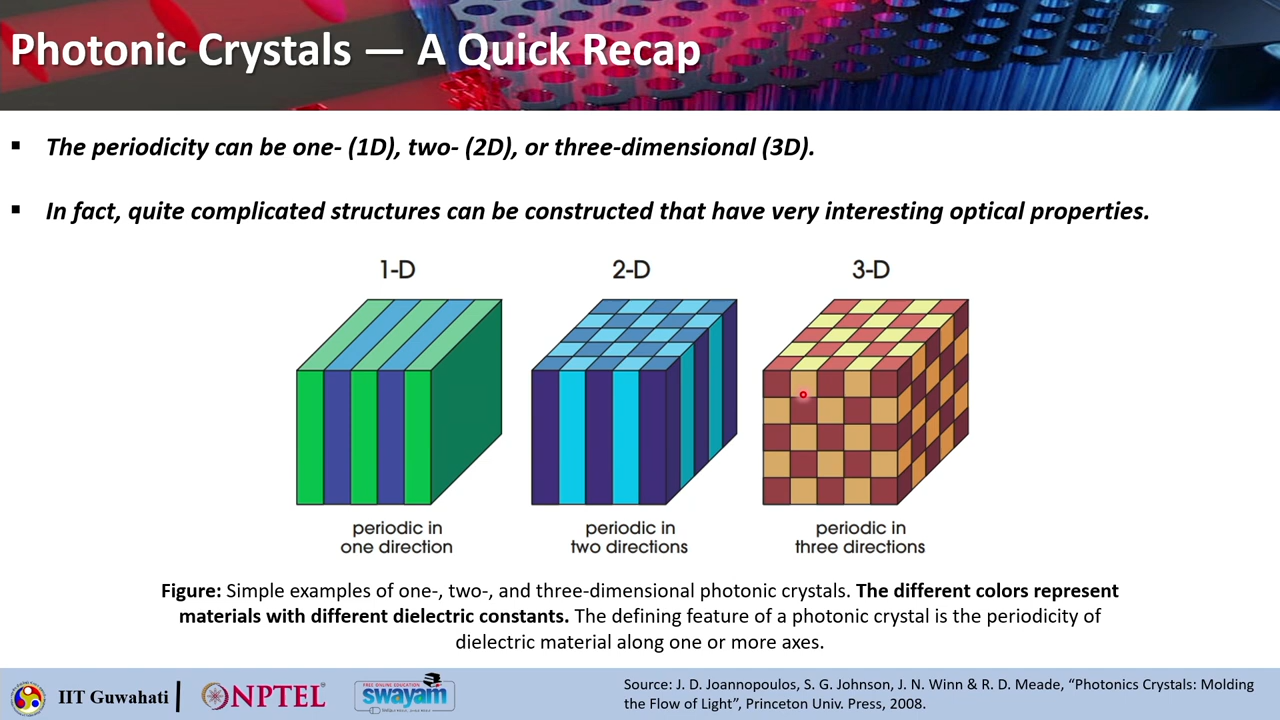 Photonic Crystals — A Quick Recap
▪ The periodicity can be one- (1D), two- (2D), or three-dimensional (3D).
▪ In fact, quite complicated structures can be constructed that have very interesting optical properties.
1-D 2-D 3-D
periodic in
one direction
periodic in
two directions
periodic in
three directions
Figure: Simple examples of one-, two-, and three-dimensional photonic crystals. The different colors represent
materials with different dielectric constants. The defining feature of a photonic crystal is the periodicity of
dielectric material along one or more axes.
IIT Guwahati
NPTEL
FREE ONLINE EDUCATION
swayam
Source: J. D. Joannopoulos, S. G. Johnson, J. N. Winn & R. D. Meade, “Photonics Crystals: Molding
the Flow of Light”, Princeton Univ. Press, 2008.